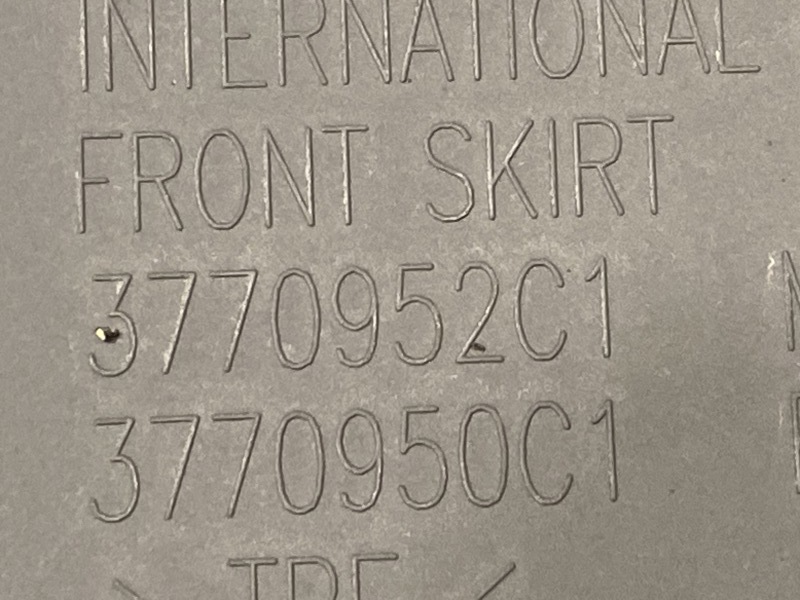 INTERNATIONAL
FRONT SKIRT
3770952C1
3770950C1